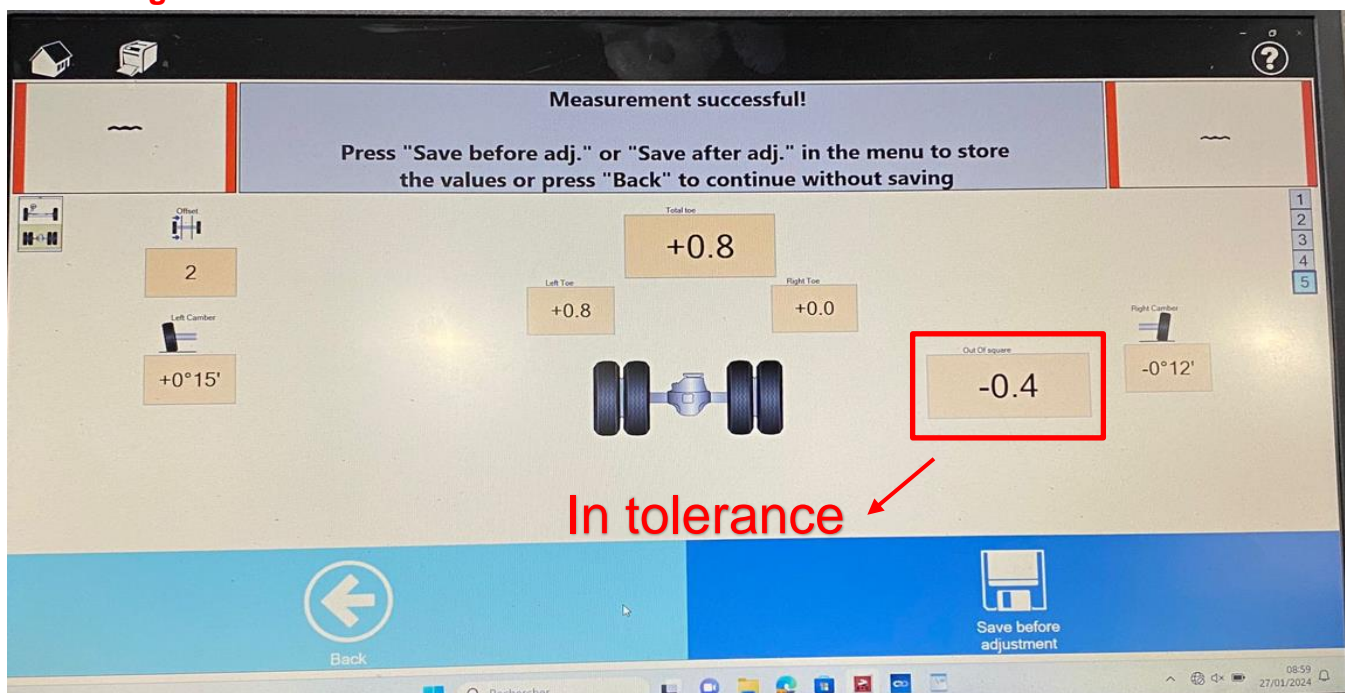 Measurement successful!
Press "Save before adj." or "Save after adj." in the menu to store
the values or press "Back" to continue without saving
Offset
2
Total toe
+0.8
Left Toe
+0.8
Right Toe
+0.0
1
2
3
4
5
Left Camber
+0°15'
Out Of square
-0.4
Right Camber
-0°12'
In tolerance
Back
Save before
adjustment
Rechercher
08:59
27/01/2024